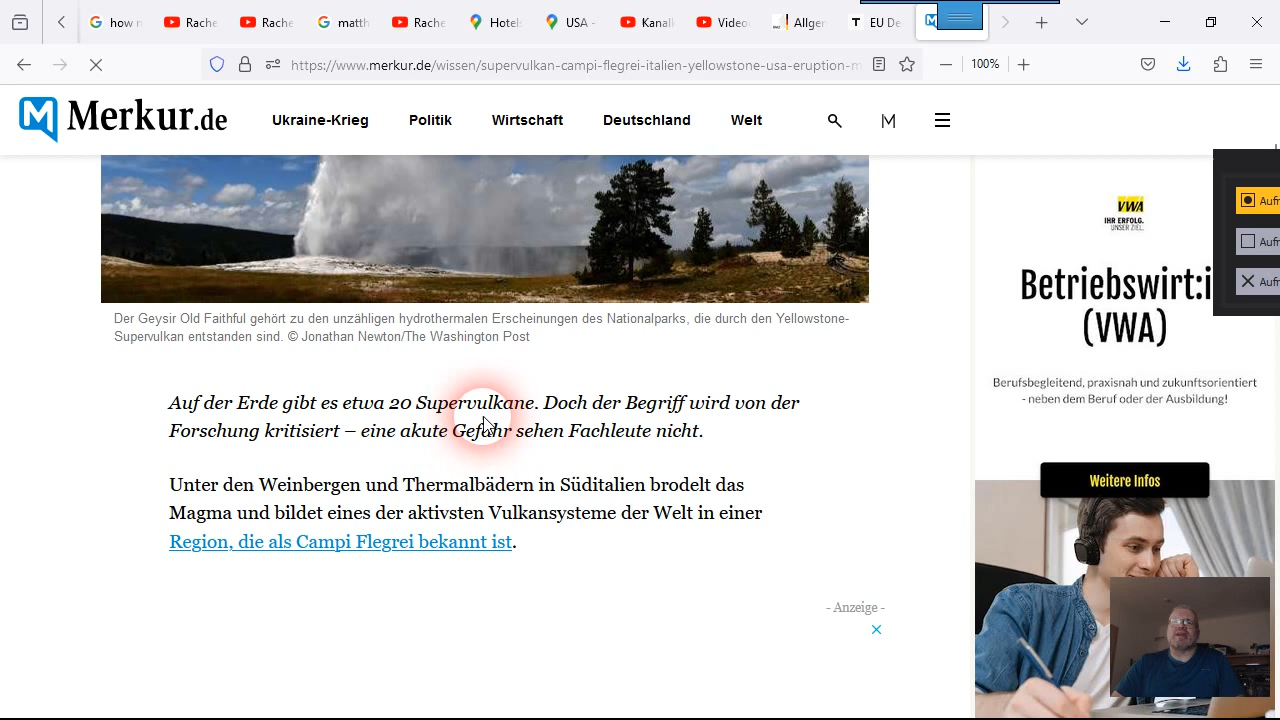 how
Rache
Rache
matth
Rache
Hotels
USA -
Kanal
Video
Allger
EU De
https://www.merkur.de/wissen/supervulkan-campi-flegrei-italien-yellowstone-usa-eruption-m
100%
Merkur.de
Ukraine-Krieg
Politik
Wirtschaft
Deutschland
Welt
VWA
IHR ERFOLG.
UNSER ZIEL.
Aufr
Aufr
Aufr
Betriebswirt:i
(VWA)
Der Geysir Old Faithful gehört zu den unzähligen hydrothermalen Erscheinungen des Nationalparks, die durch den Yellowstone-
Supervulkan entstanden sind. © Jonathan Newton/The Washington Post
Berufsbegleitend, praxisnah und zukunftsorientiert
- neben dem Beruf oder der Ausbildung!
Auf der Erde gibt es etwa 20 Supervulkane. Doch der Begriff wird von der
Forschung kritisiert – eine akute Gefahr sehen Fachleute nicht.
Weitere Infos
Unter den Weinbergen und Thermalbädern in Süditalien brodelt das
Magma und bildet eines der aktivsten Vulkansysteme der Welt in einer
Region, die als Campi Flegrei bekannt ist.
- Anzeige -